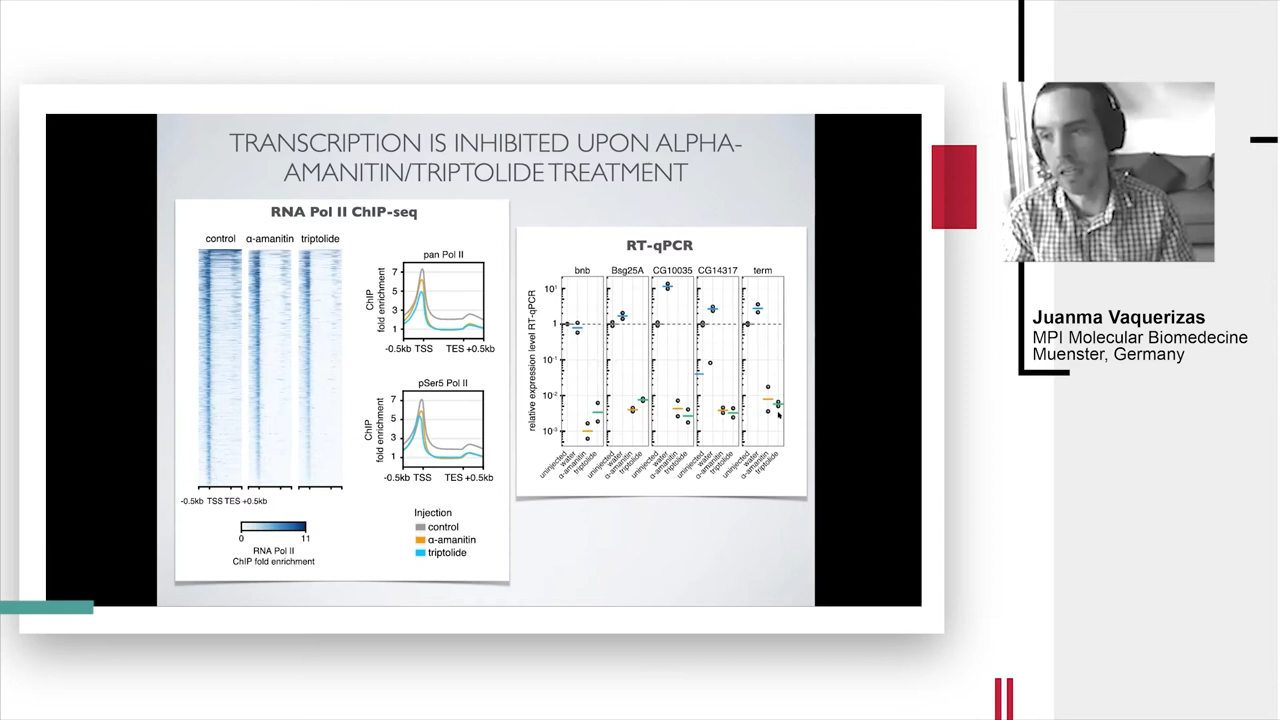 TRANSCRIPTION IS INHIBITED UPON ALPHA-
AMANITIN/TRIPTOLIDE TREATMENT
RNA Pol II ChIP-seq
control α-amanitin triptolide
-0.5kb TSS TES +0.5kb
0 11
RNA Pol II
ChIP fold enrichment
pan Pol II
ChIP
fold enrichment
7
5
3
1
-0.5kb TSS TES +0.5kb
pSer5 Pol II
ChIP
fold enrichment
7
5
3
1
-0.5kb TSS TES +0.5kb
Injection
control
α-amanitin
triptolide
RT-qPCR
bnb Bsg25A CG10035 CG14317 term
relative expression level RT-qPCR
10¹
1
10⁻¹
10⁻²
10⁻³
uninjected water α-amanitin triptolide
uninjected water α-amanitin triptolide
uninjected water α-amanitin triptolide
uninjected water α-amanitin triptolide
uninjected water α-amanitin triptolide
Juanma Vaquerizas
MPI Molecular Biomedecine
Muenster, Germany